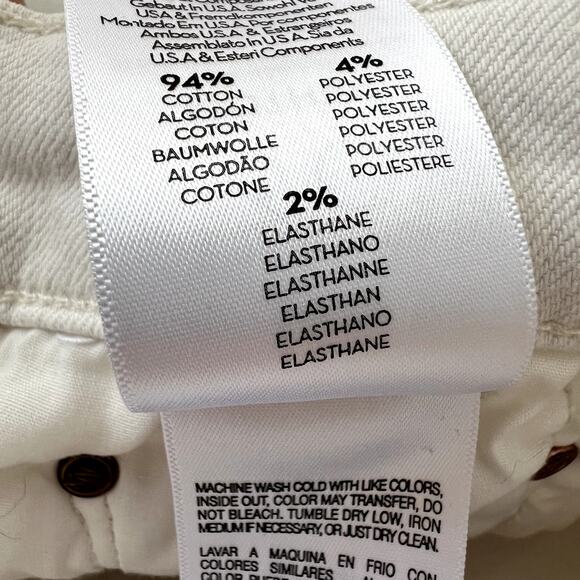 Gebaut In U.S.A.
U.S.A & Fremdkomponenten
Montado Em U.S.A. Por componentes
Ambos U.S.A & Estrangeiros
Assemblato In U.S.A. Sia da
U.S.A & Esteri Components
94%
COTTON
ALGODÓN
COTON
BAUMWOLLE
ALGODÃO
COTONE
4%
POLYESTER
POLYESTER
POLYESTER
POLYESTER
POLYESTER
POLIESTERE
2%
ELASTHANE
ELASTHANO
ELASTHANNE
ELASTHAN
ELASTHANO
ELASTHANE
MACHINE WASH COLD WITH LIKE COLORS,
INSIDE OUT, COLOR MAY TRANSFER, DO
NOT BLEACH. TUMBLE DRY LOW, IRON
MEDIUM IF NECESSARY, OR JUST DRY CLEAN.
LAVAR A MAQUINA EN FRIO CON
COLORES SIMILARES